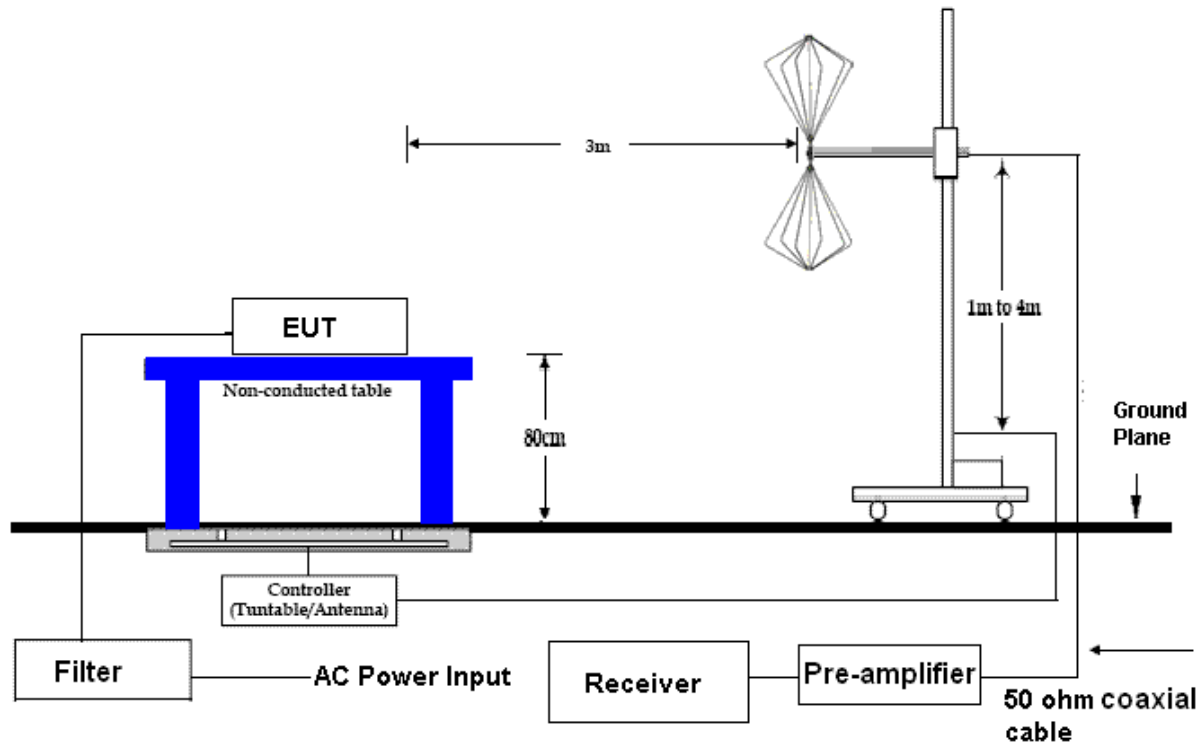 3m
1m to 4m
EUT
Non-conducted table
80cm
Ground
Plane
Controller
(Tuntable/Antenna)
Filter
AC Power Input
Receiver
Pre-amplifier
50 ohm coaxial
cable